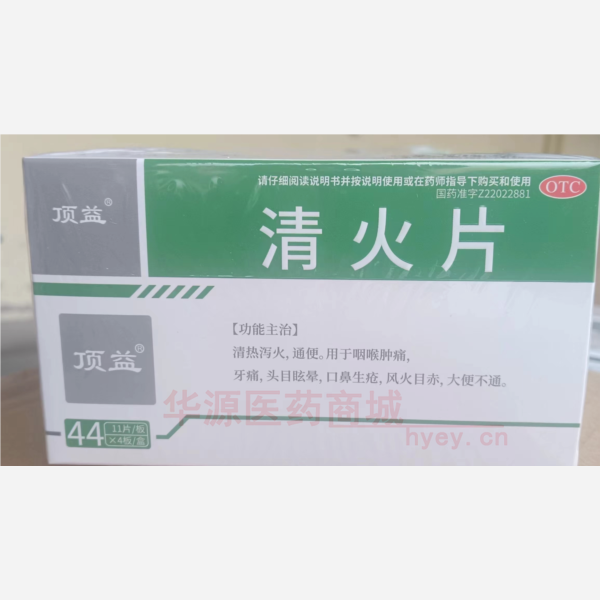 顶益®
请仔细阅读说明书并按说明使用或在药师指导下购买和使用
国药准字Z22022881
OTC
清火片
顶益®
【功能主治】
清热泻火,通便。用于咽喉肿痛,
牙痛,头目眩晕,口鼻生疮,风火目赤,大便不通。
44 11片/板
×4板/盒
华源医药商城
hyey.cn